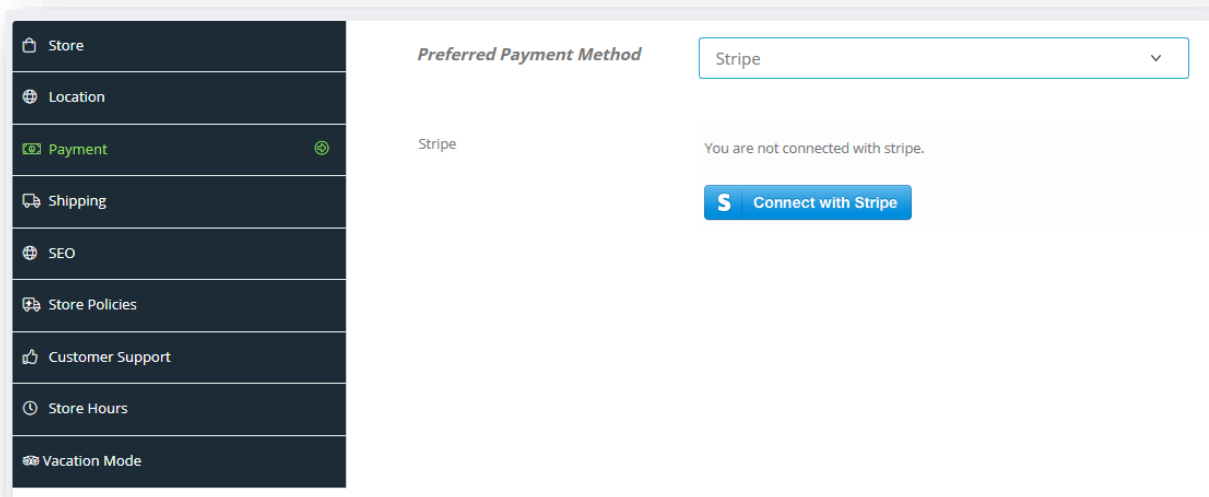 Store
Location
Payment
Shipping
SEO
Store Policies
Customer Support
Store Hours
Vacation Mode
Preferred Payment Method
Stripe
Stripe
You are not connected with stripe.
S Connect with Stripe